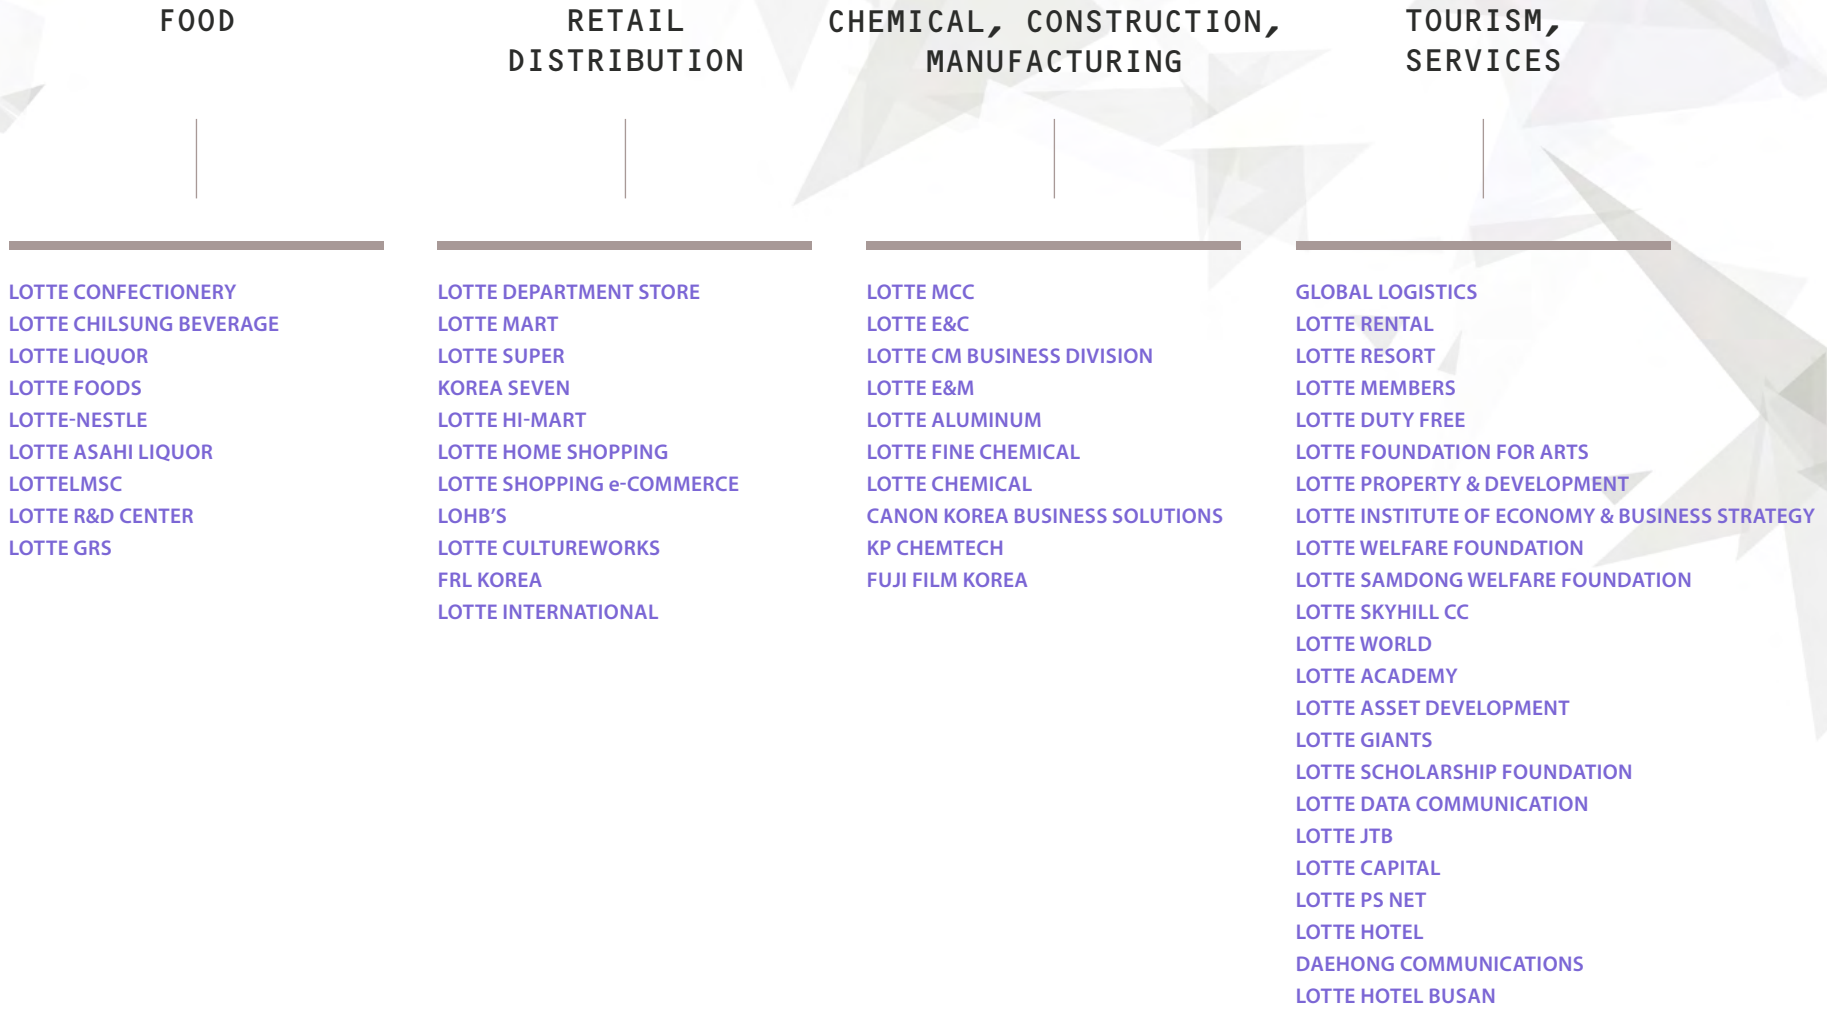 FOOD
RETAIL
DISTRIBUTION
CHEMICAL, CONSTRUCTION,
MANUFACTURING
TOURISM,
SERVICES
LOTTE CONFECTIONERY
LOTTE CHILSUNG BEVERAGE
LOTTE LIQUOR
LOTTE FOODS
LOTTE-NESTLE
LOTTE ASAHI LIQUOR
LOTTELMSC
LOTTE R&D CENTER
LOTTE GRS
LOTTE DEPARTMENT STORE
LOTTE MART
LOTTE SUPER
KOREA SEVEN
LOTTE HI-MART
LOTTE HOME SHOPPING
LOTTE SHOPPING e-COMMERCE
LOHB’S
LOTTE CULTUREWORKS
FRL KOREA
LOTTE INTERNATIONAL
LOTTE MCC
LOTTE E&C
LOTTE CM BUSINESS DIVISION
LOTTE E&M
LOTTE ALUMINUM
LOTTE FINE CHEMICAL
LOTTE CHEMICAL
CANON KOREA BUSINESS SOLUTIONS
KP CHEMTECH
FUJI FILM KOREA
GLOBAL LOGISTICS
LOTTE RENTAL
LOTTE RESORT
LOTTE MEMBERS
LOTTE DUTY FREE
LOTTE FOUNDATION FOR ARTS
LOTTE PROPERTY & DEVELOPMENT
LOTTE INSTITUTE OF ECONOMY & BUSINESS STRATEGY
LOTTE WELFARE FOUNDATION
LOTTE SAMDONG WELFARE FOUNDATION
LOTTE SKYHILL CC
LOTTE WORLD
LOTTE ACADEMY
LOTTE ASSET DEVELOPMENT
LOTTE GIANTS
LOTTE SCHOLARSHIP FOUNDATION
LOTTE DATA COMMUNICATION
LOTTE JTB
LOTTE CAPITAL
LOTTE PS NET
LOTTE HOTEL
DAEHONG COMMUNICATIONS
LOTTE HOTEL BUSAN